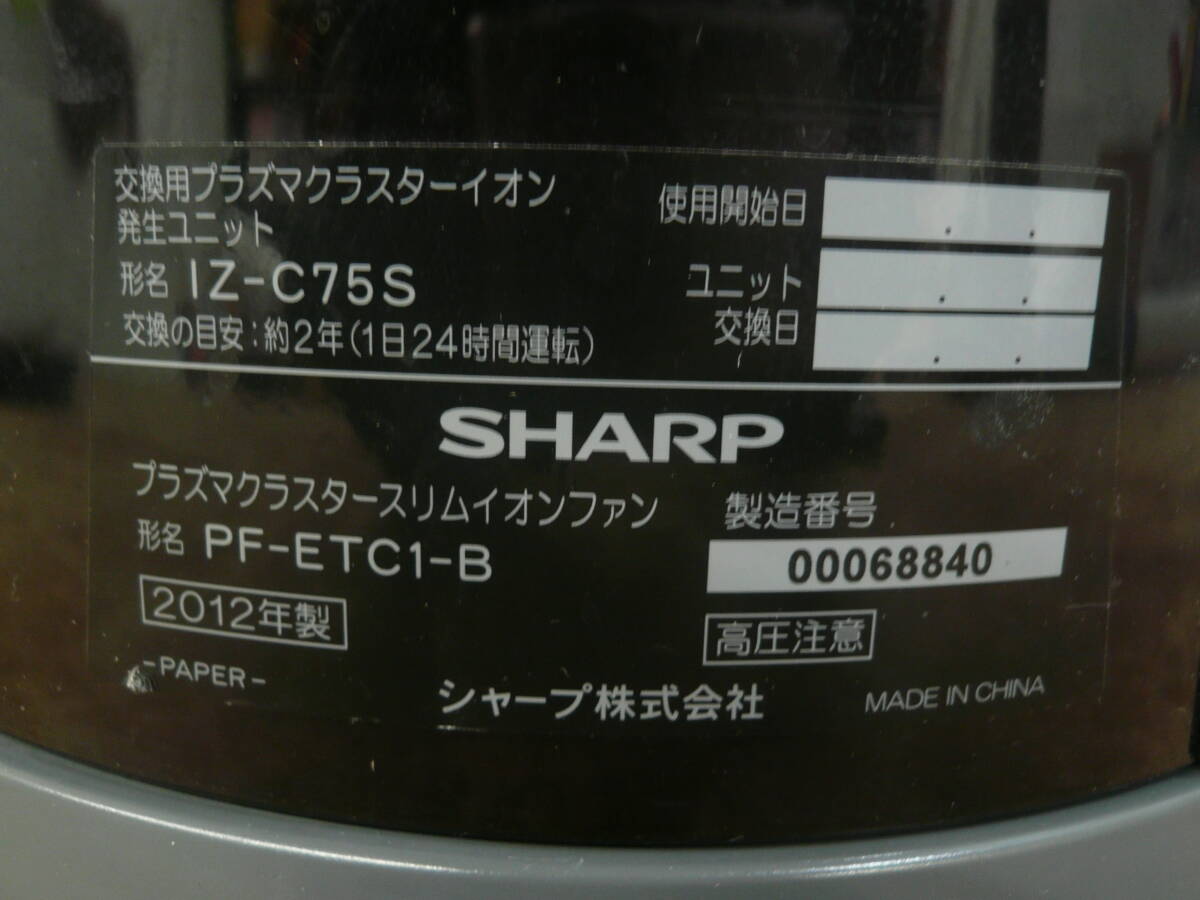 交換用プラズマクラスターイオン
発生ユニット
形名 IZ-C75S
交換の目安：約2年(1日24時間運転)
使用開始日
ユニット
交換日
SHARP
プラズマクラスタースリムイオンファン
形名 PF-ETC1-B
2012年製
-PAPER-
製造番号
00068840
高圧注意
シャープ株式会社
MADE IN CHINA